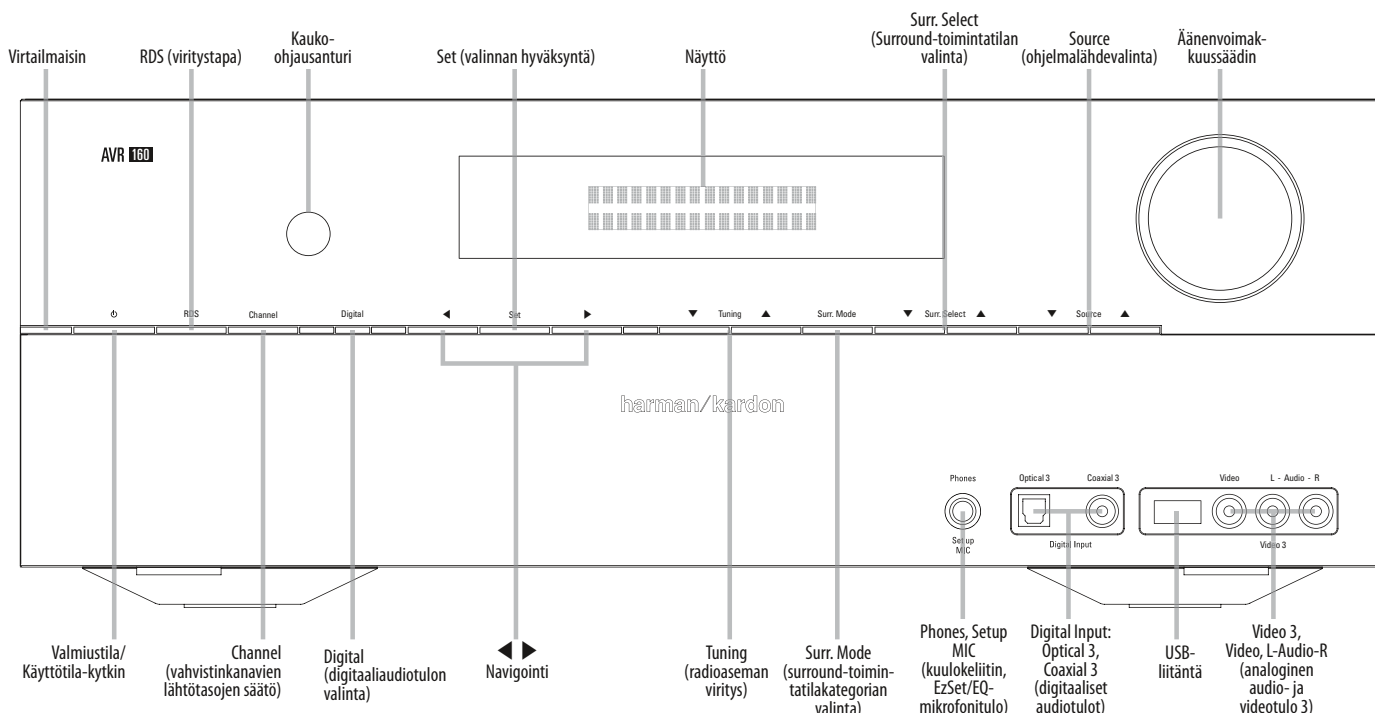 Virtailmaisin
RDS (viritystapa)
Kauko-
ohjausanturi
Set (valinnan hyväksyntä)
Näyttö
Surr. Select
(Surround-toimintatilan
valinta)
Source
(ohjelmalähdevalinta)
Äänenvoimak-
kuussäädin
AVR 160
RDS
Channel
Digital
◀
Set
▶
▼ Tuning ▲
Surr. Mode
▼ Surr. Select ▲
▼ Source ▲
harman/kardon
Phones
Optical 3
Coaxial 3
Video
L - Audio - R
Setup
MIC
Digital Input
Video 3
Valmiustila/
Käyttötila-kytkin
Channel
(vahvistinkanavien
lähtötasojen säätö)
Digital
(digitaaliaudiotulon
valinta)
◀ ▶
Navigointi
Tuning
(radioaseman
viritys)
Surr. Mode
(surround-toimin-
tatilakategorian
valinta)
Phones, Setup
MIC
(kuulokeliitin,
EzSet/EQ-
mikrofonitulo)
Digital Input:
Optical 3,
Coaxial 3
(digitaaliset
audiotulot)
USB-
liitäntä
Video 3,
Video, L-Audio-R
(analoginen
audio- ja
videotulo 3)